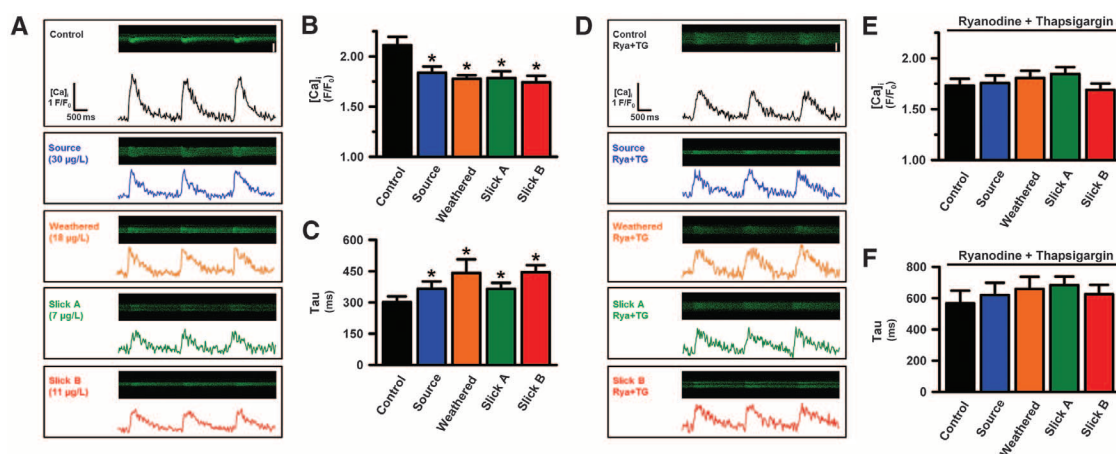 A
Control
[Ca]i
1 F/F0
500 ms
Source
(30 µg/L)
Weathered
(18 µg/L)
Slick A
(7 µg/L)
Slick B
(11 µg/L)
B
[Ca]i
(F/F0)
2.00
1.50
1.00
* * * *
Control Source Weathered Slick A Slick B
C
Tau
(ms)
600
450
300
150
0
* * * *
Control Source Weathered Slick A Slick B
D
Control
Rya+TG
[Ca]i
1 F/F0
500 ms
Source
Rya+TG
Weathered
Rya+TG
Slick A
Rya+TG
Slick B
Rya+TG
E
Ryanodine + Thapsigargin
[Ca]i
(F/F0)
2.00
1.50
1.00
Control Source Weathered Slick A Slick B
F
Ryanodine + Thapsigargin
Tau
(ms)
800
600
400
200
0
Control Source Weathered Slick A Slick B